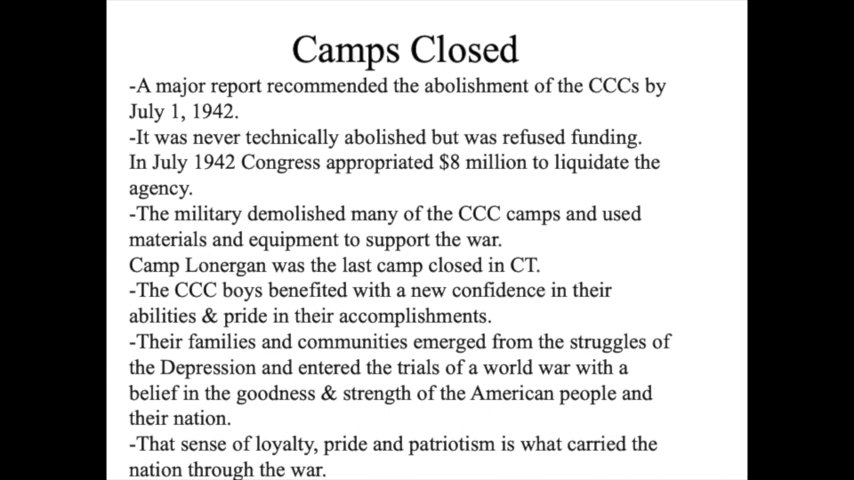 Camps Closed
-A major report recommended the abolishment of the CCCs by
July 1, 1942.
-It was never technically abolished but was refused funding.
In July 1942 Congress appropriated $8 million to liquidate the
agency.
-The military demolished many of the CCC camps and used
materials and equipment to support the war.
Camp Lonergan was the last camp closed in CT.
-The CCC boys benefited with a new confidence in their
abilities & pride in their accomplishments.
-Their families and communities emerged from the struggles of
the Depression and entered the trials of a world war with a
belief in the goodness & strength of the American people and
their nation.
-That sense of loyalty, pride and patriotism is what carried the
nation through the war.